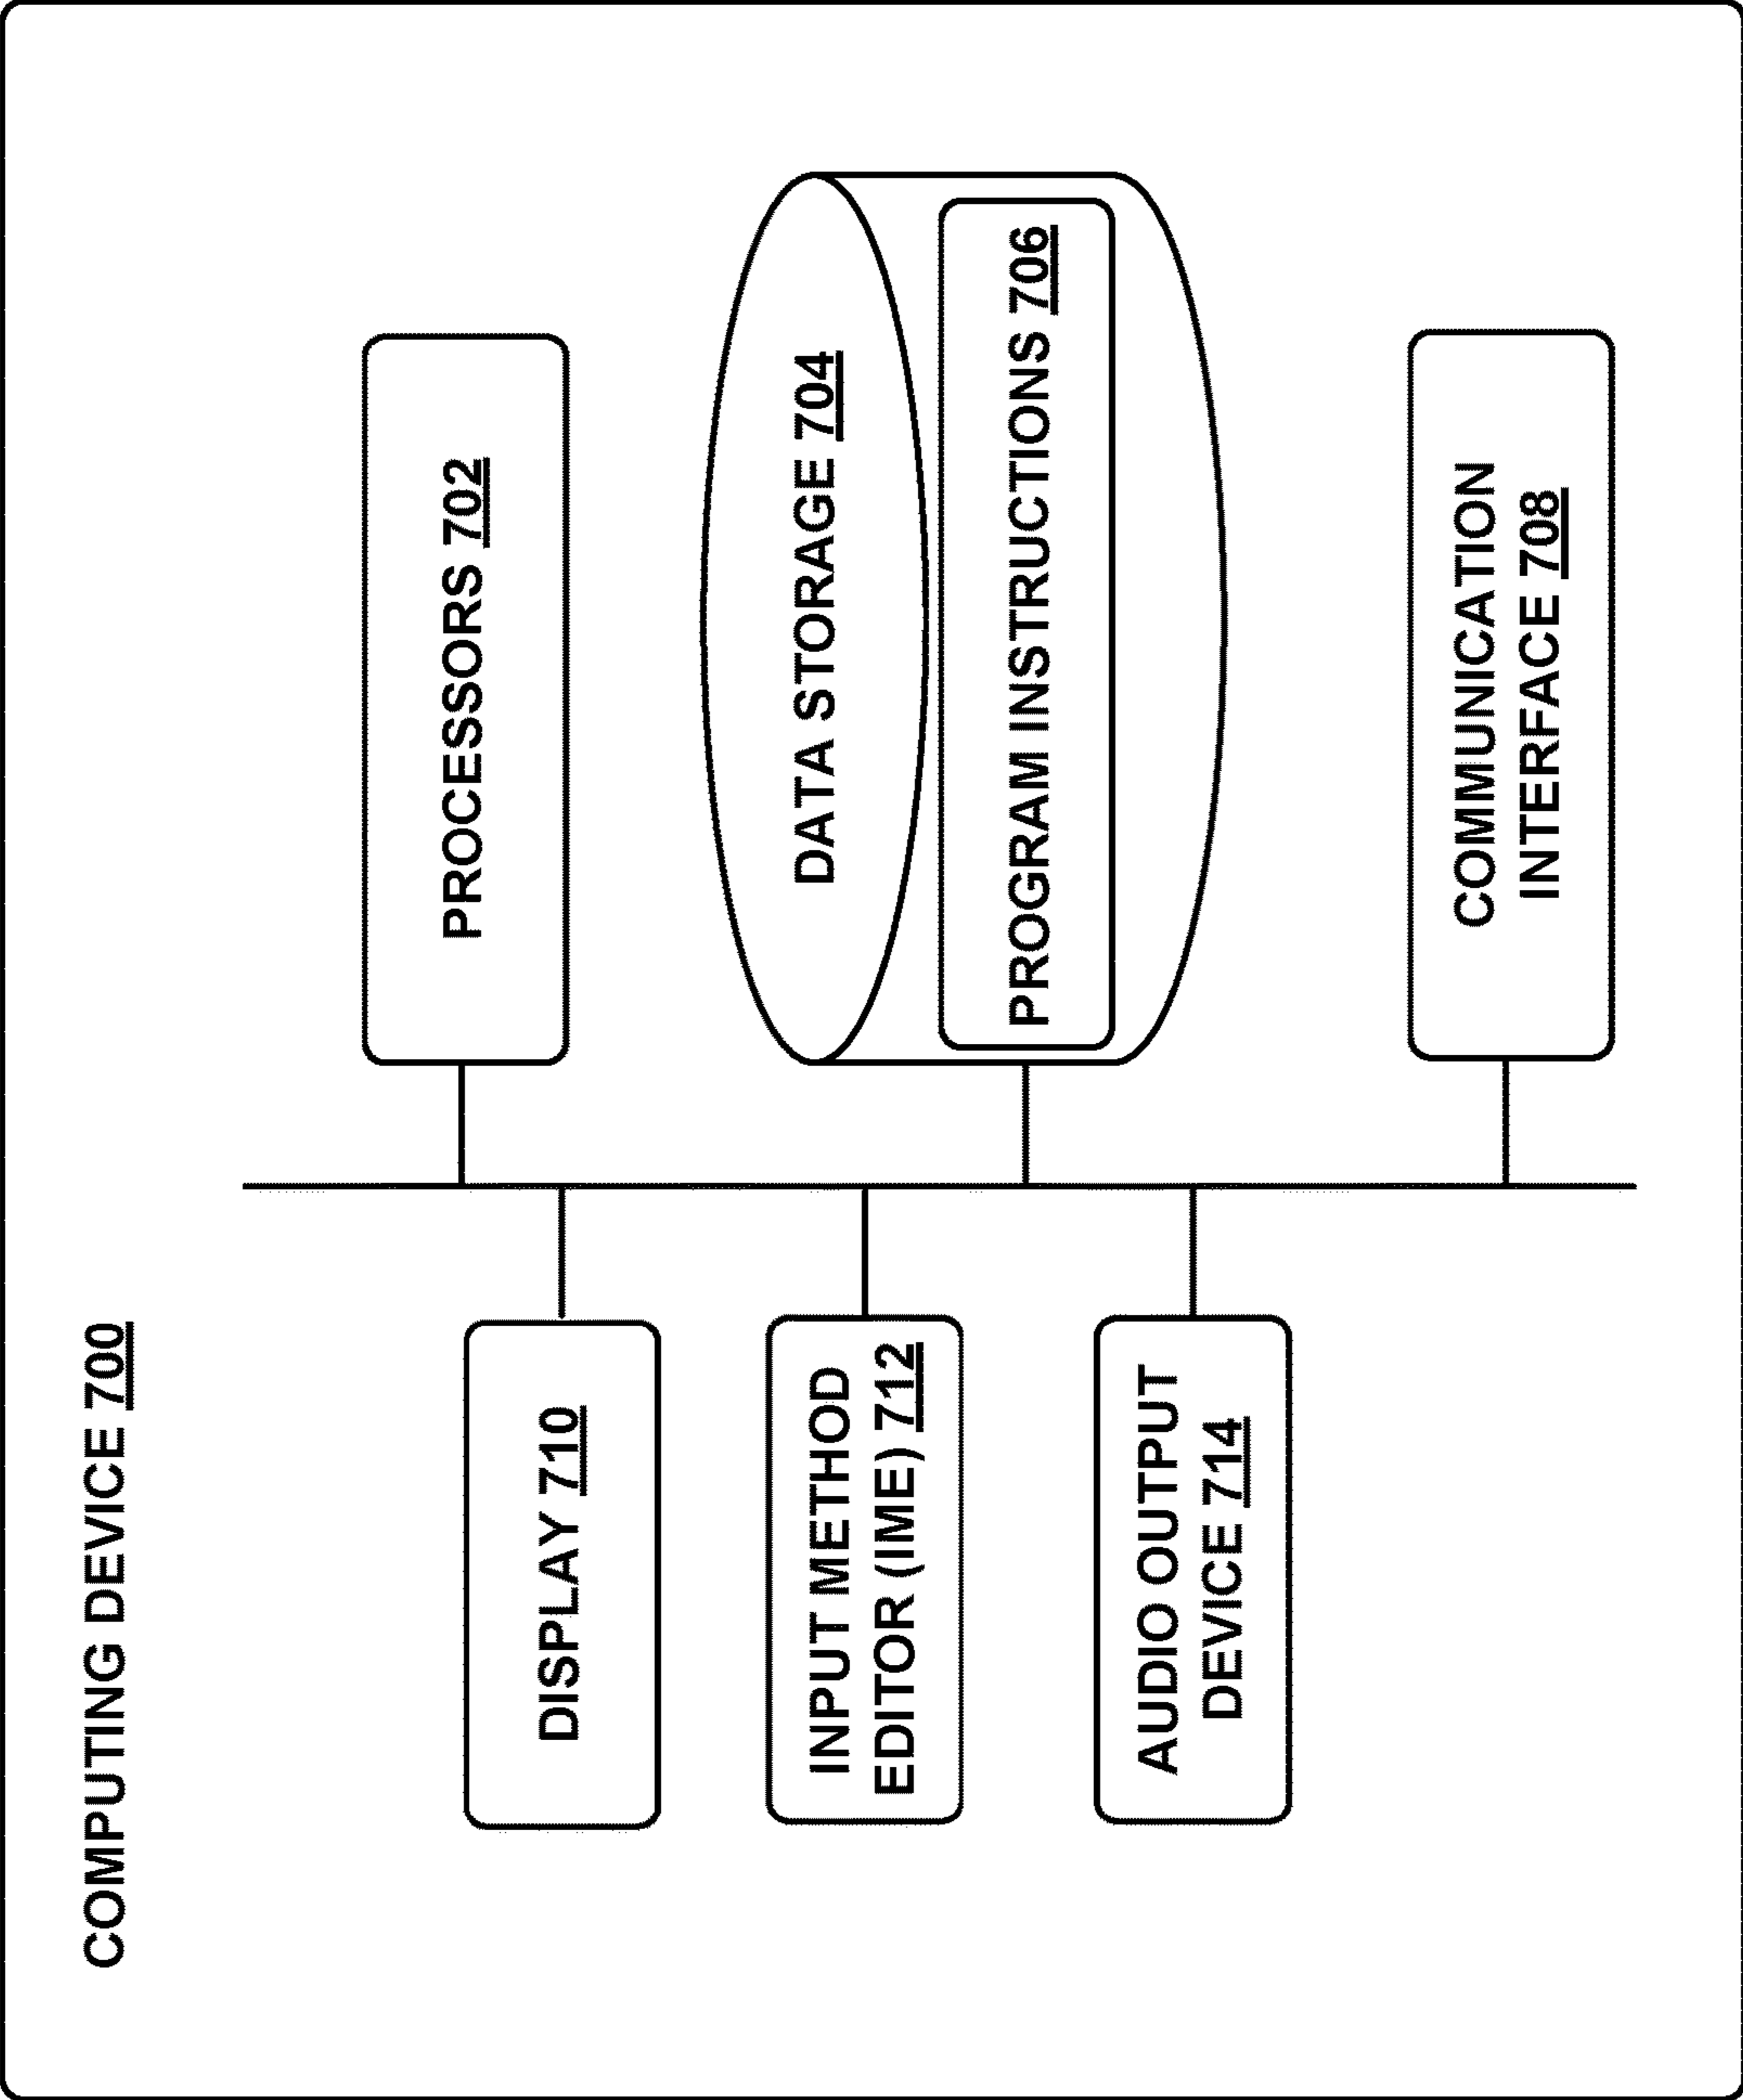 COMPUTING DEVICE 700
DISPLAY 710
INPUT METHOD
EDITOR (IME) 712
AUDIO OUTPUT
DEVICE 714
PROCESSORS 702
DATA STORAGE 704
PROGRAM INSTRUCTIONS 706
COMMUNICATION
INTERFACE 708